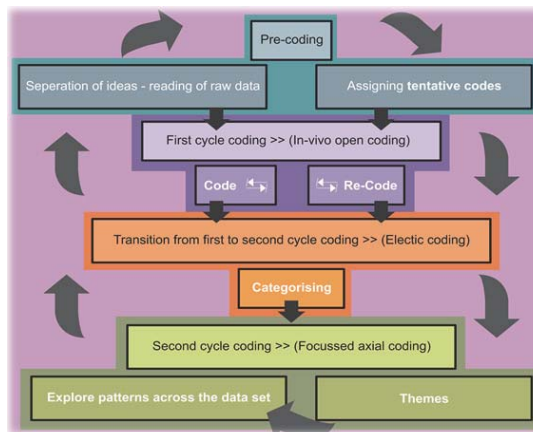 Pre-coding
Seperation of ideas - reading of raw data
Assigning tentative codes
First cycle coding >> (In-vivo open coding)
Code
Re-Code
Transition from first to second cycle coding >> (Electic coding)
Categorising
Second cycle coding >> (Focussed axial coding)
Explore patterns across the data set
Themes